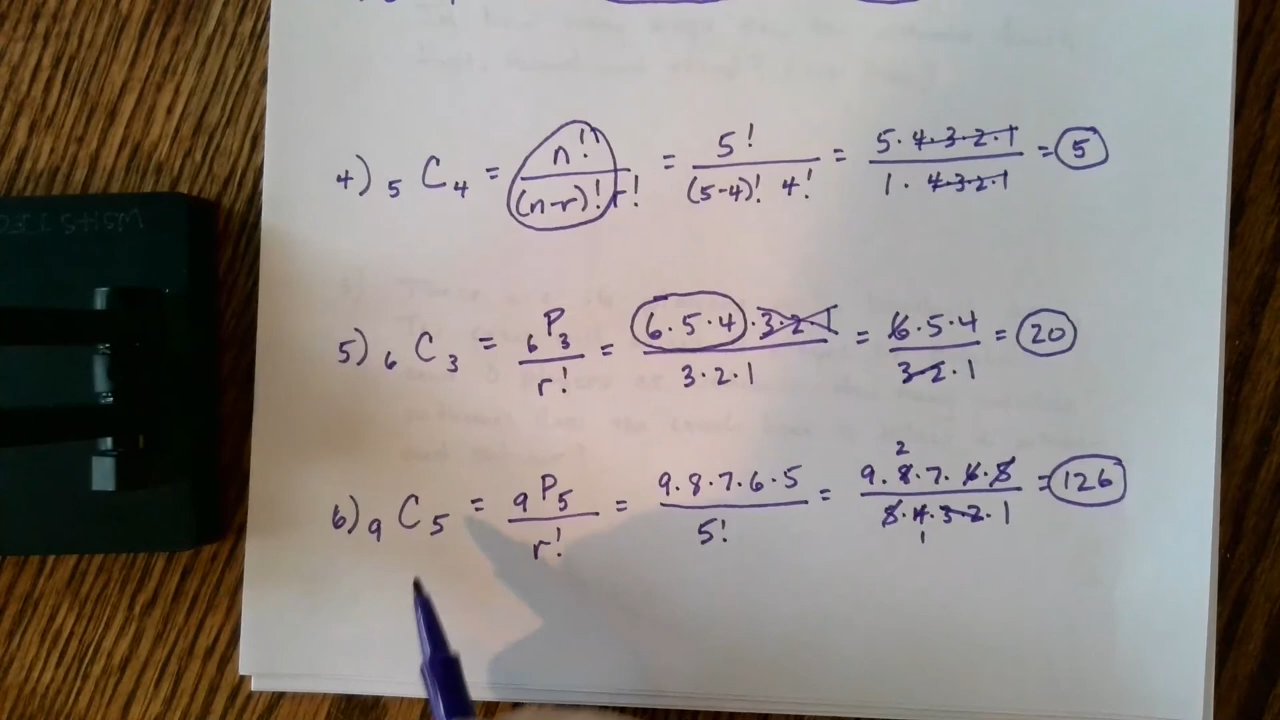 4) ₅C₄ = n!/((n-r)! r!) = 5!/((5-4)! 4!) = (5·4·3·2·1)/(1·4·3·2·1) = 5
5) ₆C₃ = ₆P₃/r! = (6·5·4·3·2·1)/(3·2·1) = (6·5·4)/(3·2·1) = 20
6) ₉C₅ = ₉P₅/r! = (9·8·7·6·5)/5! = (9·8·7·6·5)/(5·4·3·2·1) = 126